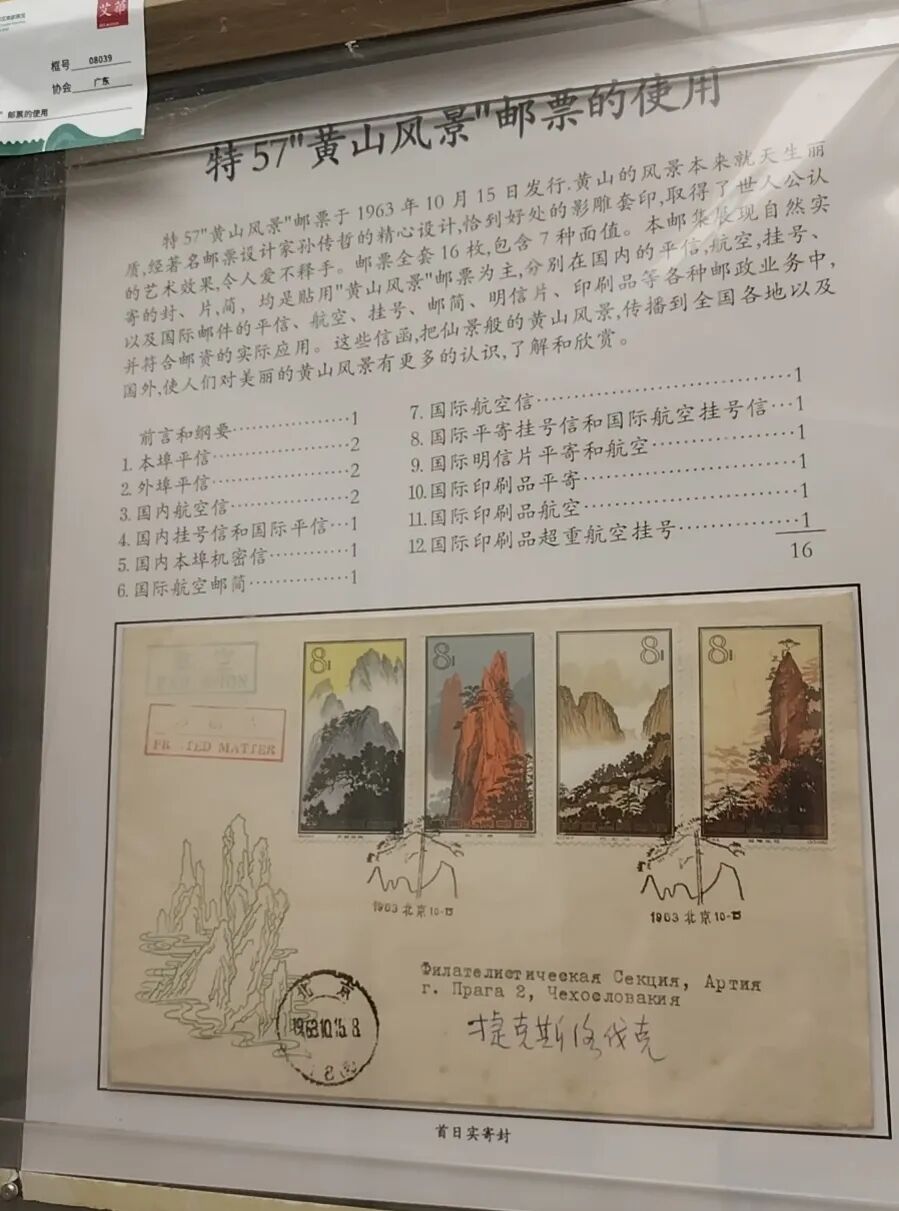 艾華
框号 08039
协会 广东
邮票的使用
特57"黄山风景"邮票的使用
特57"黄山风景"邮票于1963年10月15日发行.黄山的风景本来就天生丽
质,经著名邮票设计家孙传哲的精心设计,恰到好处的影雕套印,取得了世人公认
的艺术效果,令人爱不释手。邮票全套16枚,包含7种面值。本邮集展现自然实
寄的封、片,简,均是贴用"黄山风景"邮票为主,分别在国内的平信,航空,挂号、
以及国际邮件的平信、航空、挂号、邮简、明信片、印刷品等各种邮政业务中,
并符合邮资的实际应用。这些信函,把仙景般的黄山风景,传播到全国各地以及
国外,使人们对美丽的黄山风景有更多的认识,了解和欣赏。
前言和纲要··················1
1.本埠平信··················2
2.外埠平信··················2
3.国内航空信················2
4.国内挂号信和国际平信···1
5.国内本埠机密信···········1
6.国际航空邮简··············1
7.国际航空信·································1
8.国际平寄挂号信和国际航空挂号信···1
9.国际明信片平寄和航空··················1
10.国际印刷品平寄··························1
11.国际印刷品航空··························1
12.国际印刷品超重航空挂号···············1
16
8
8
8
8
PAR AVION
PRINTED MATTER
1963 北京 10-15
1963 北京 10-15
Филателистическая Секция, Артия
г. Прага 2, Чехословакия
捷克斯洛伐克
北京
1963.10.15.8
首日实寄封